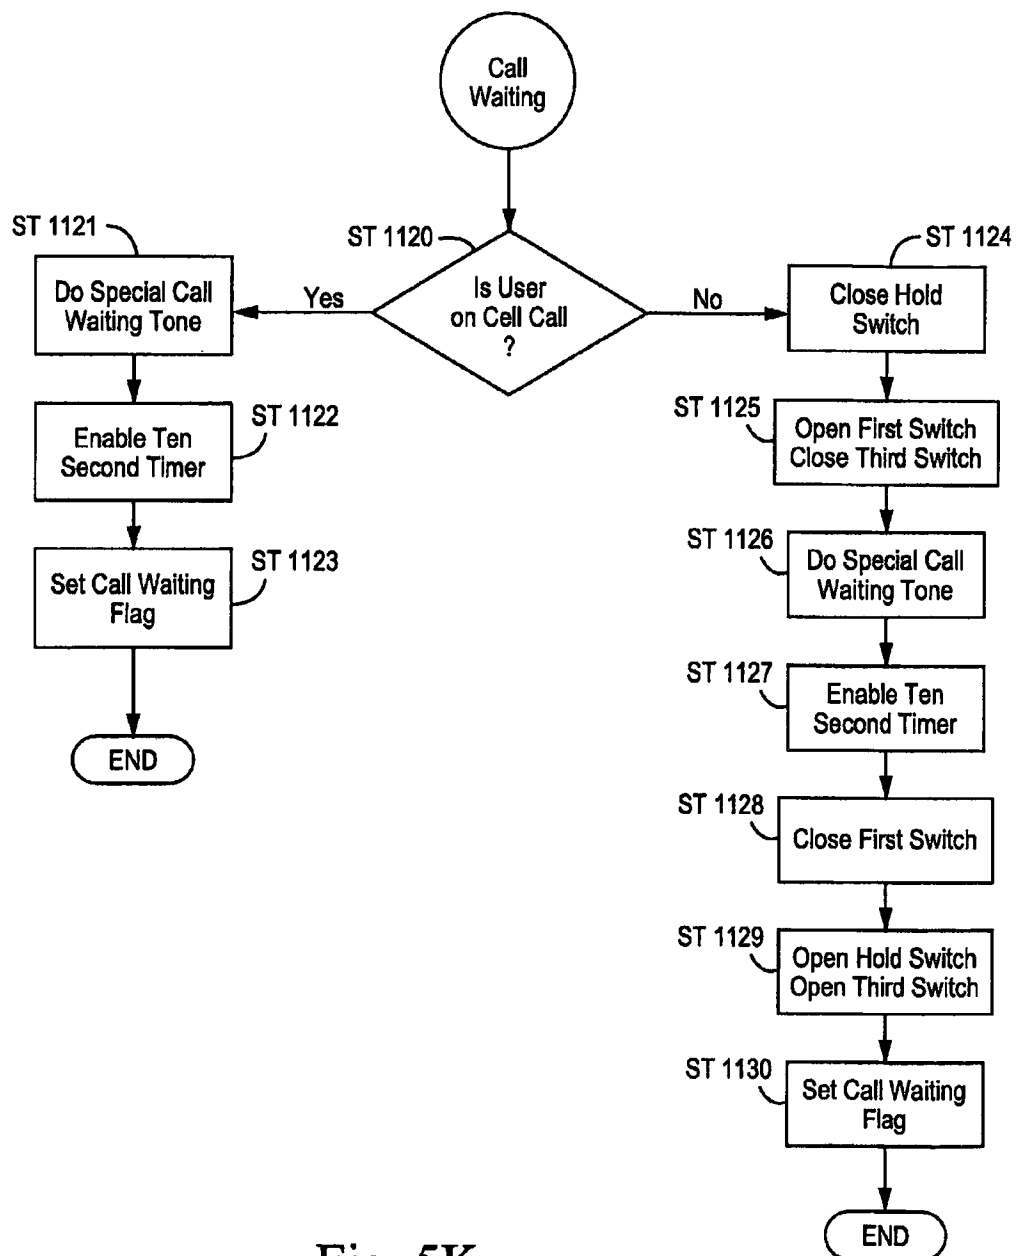 Call
Waiting
ST 1120
Is User
on Cell Call
?
Yes
No
ST 1121
Do Special Call
Waiting Tone
ST 1122
Enable Ten
Second Timer
ST 1123
Set Call Waiting
Flag
END
ST 1124
Close Hold
Switch
ST 1125
Open First Switch
Close Third Switch
ST 1126
Do Special Call
Waiting Tone
ST 1127
Enable Ten
Second Timer
ST 1128
Close First Switch
ST 1129
Open Hold Switch
Open Third Switch
ST 1130
Set Call Waiting
Flag
END
Fig. 5K